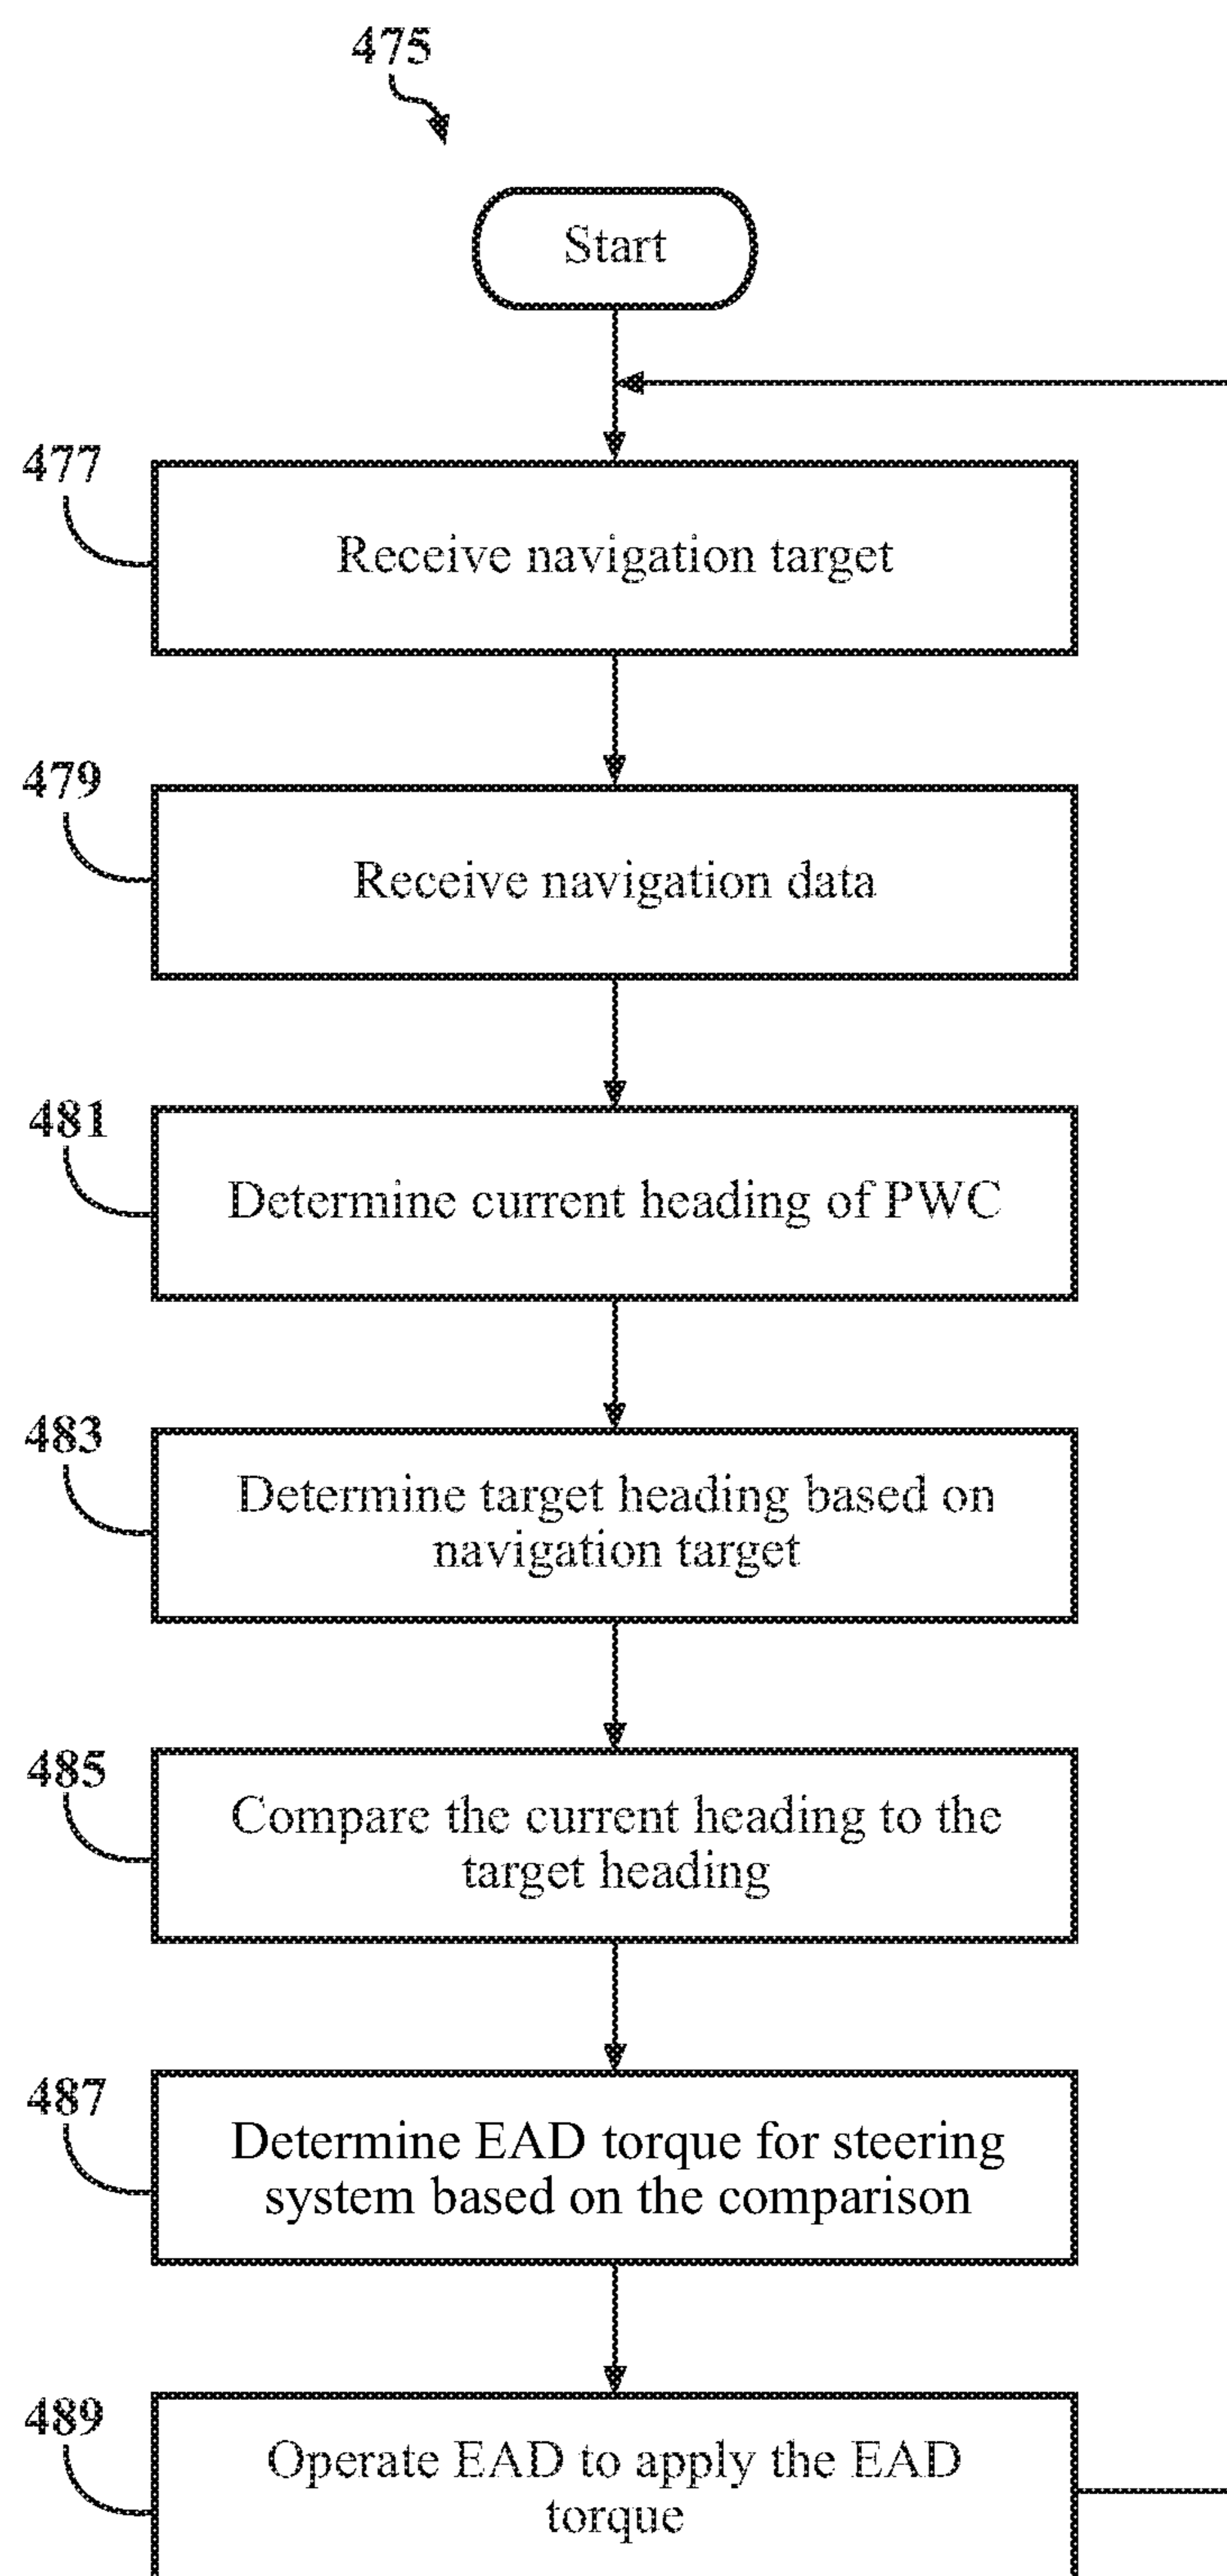 475
Start
477
Receive navigation target
479
Receive navigation data
481
Determine current heading of PWC
483
Determine target heading based on
navigation target
485
Compare the current heading to the
target heading
487
Determine EAD torque for steering
system based on the comparison
489
Operate EAD to apply the EAD
torque